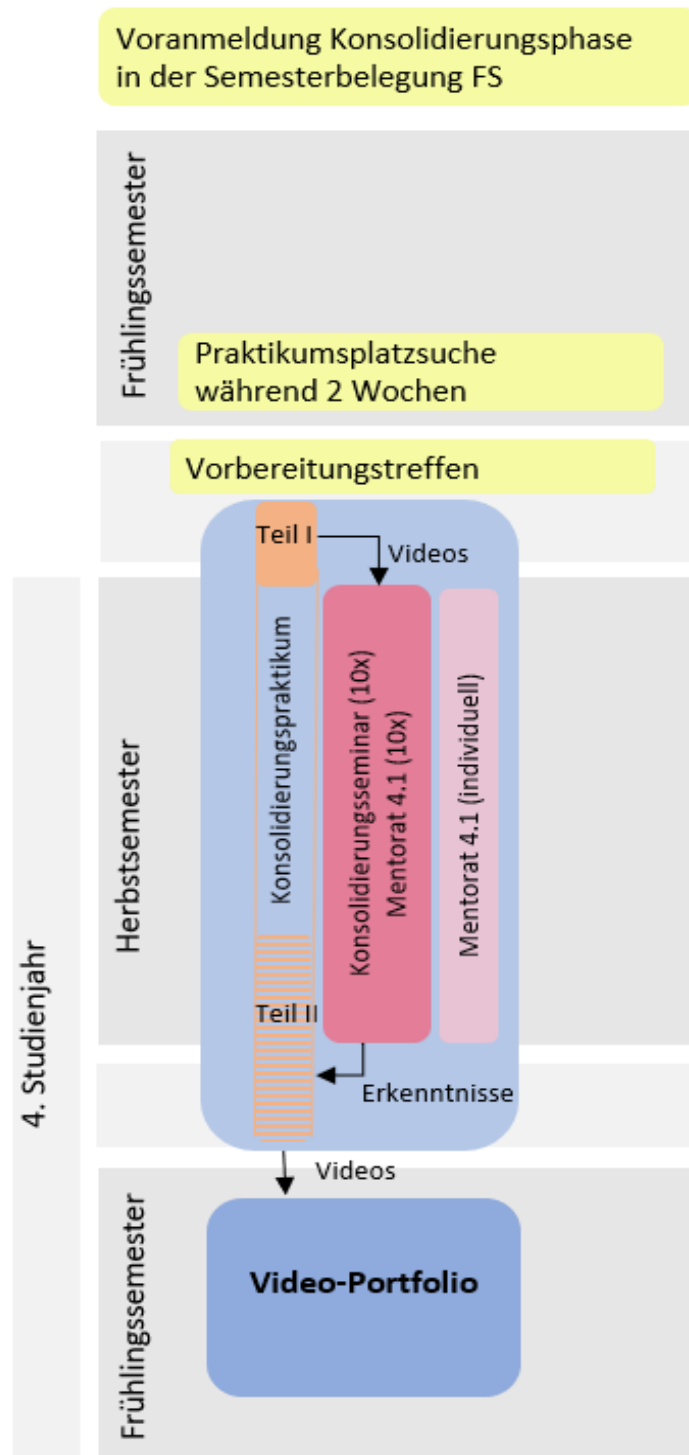 Voranmeldung Konsolidierungsphase
in der Semesterbelegung FS
Frühlingssemester
Praktikumsplatzsuche
während 2 Wochen
Vorbereitungstreffen
Teil I
Videos
4. Studienjahr
Herbstsemester
Konsolidierungspraktikum
Konsolidierungsseminar (10x)
Mentorat 4.1 (10x)
Mentorat 4.1 (individuell)
Teil II
Erkenntnisse
Videos
Frühlingssemester
Video-Portfolio